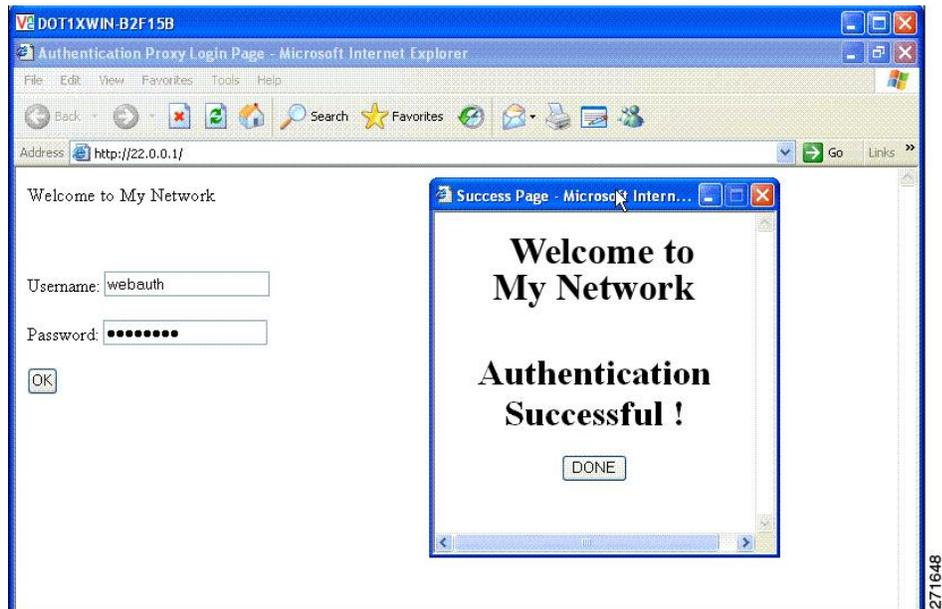 DOT1XWIN-B2F15B
Authentication Proxy Login Page - Microsoft Internet Explorer
File Edit View Favorites Tools Help
Back Search Favorites
Address http://22.0.0.1/ Go Links »
Welcome to My Network
Username: webauth
Password: ●●●●●●●●
OK
Success Page - Microsoft Intern...
Welcome to
My Network
Authentication
Successful !
DONE
271648